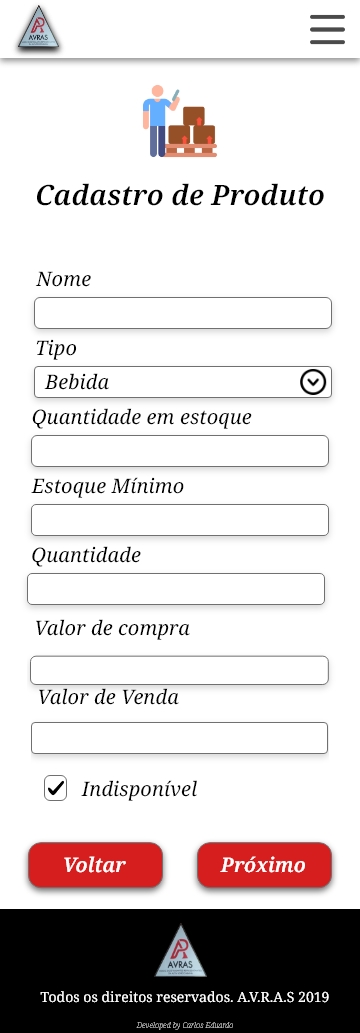 AVRAS
Cadastro de Produto
Nome
Tipo
Bebida
Quantidade em estoque
Estoque Mínimo
Quantidade
Valor de compra
Valor de Venda
Indisponível
Voltar
Próximo
AVRAS
Todos os direitos reservados. A.V.R.A.S 2019
Developed by Carlos Eduardo